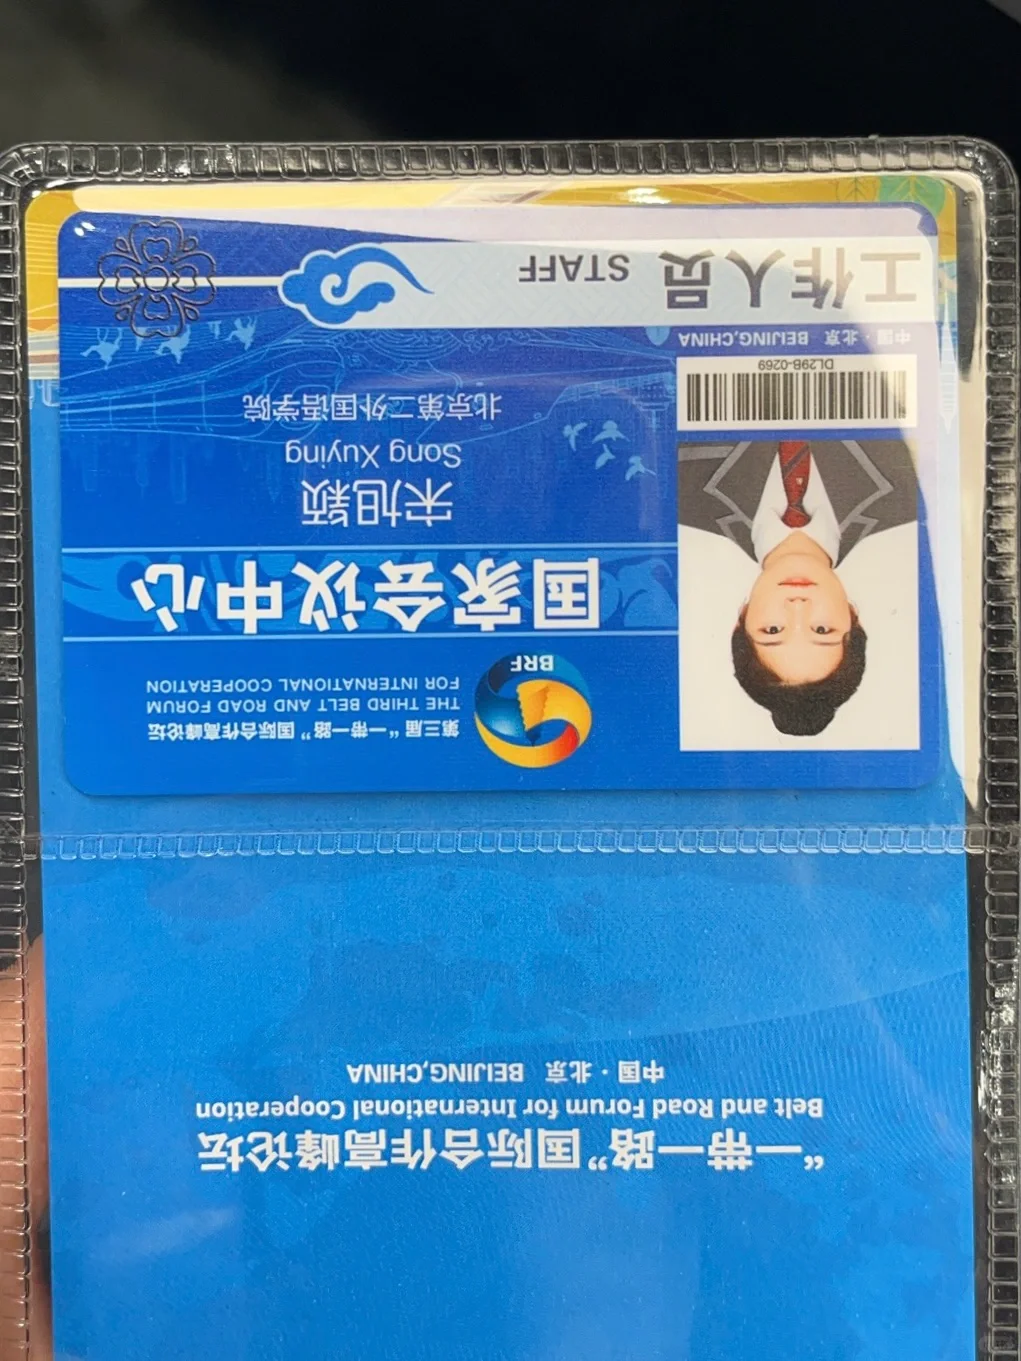 “一带一路”国际合作高峰论坛
Belt and Road Forum for International Cooperation
中国·北京 BEIJING,CHINA
第三届“一带一路”国际合作高峰论坛
THE THIRD BELT AND ROAD FORUM
FOR INTERNATIONAL COOPERATION
BRF
国家会议中心
宋旭颖
Song Xuying
北京第二外国语学院
DL29B-0269
中国·北京 BEIJING,CHINA
工作人员 STAFF